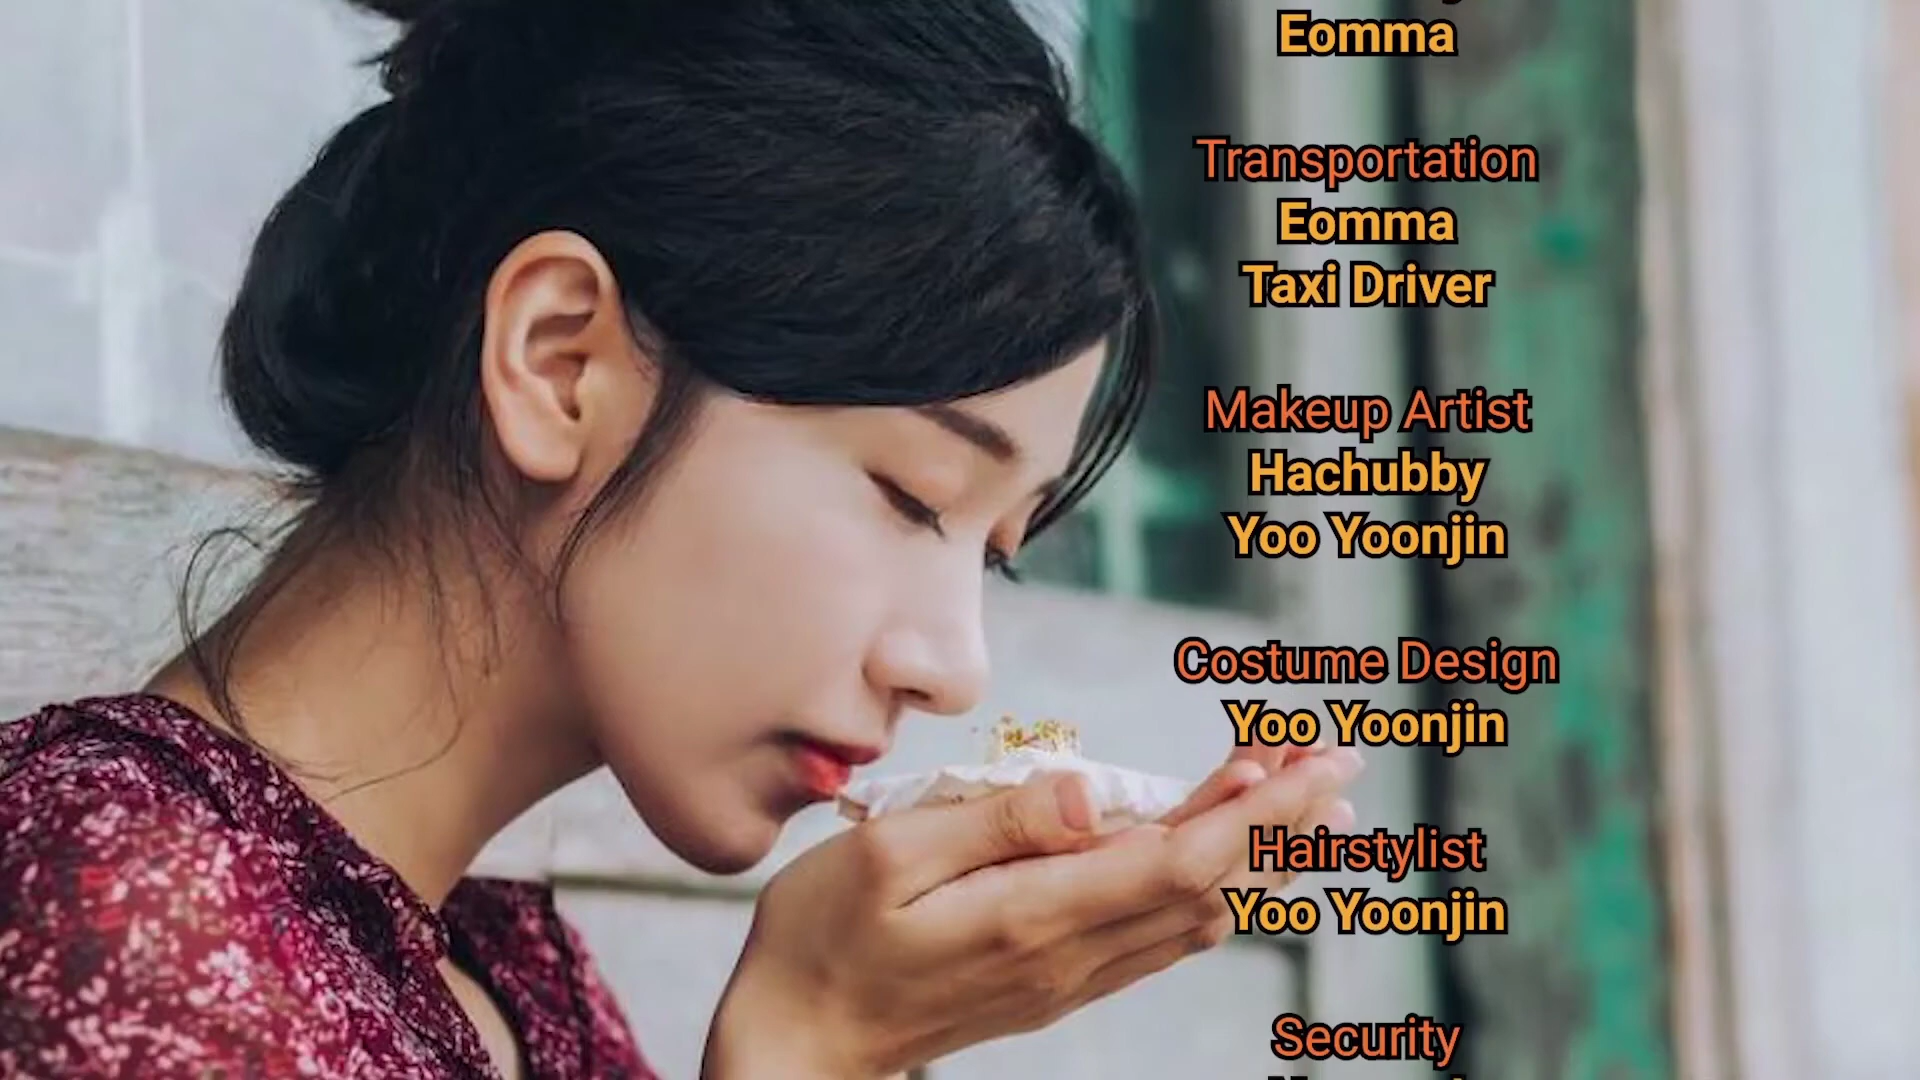 Eomma
Transportation
Eomma
Taxi Driver
Makeup Artist
Hachubby
Yoo Yoonjin
Costume Design
Yoo Yoonjin
Hairstylist
Yoo Yoonjin
Security